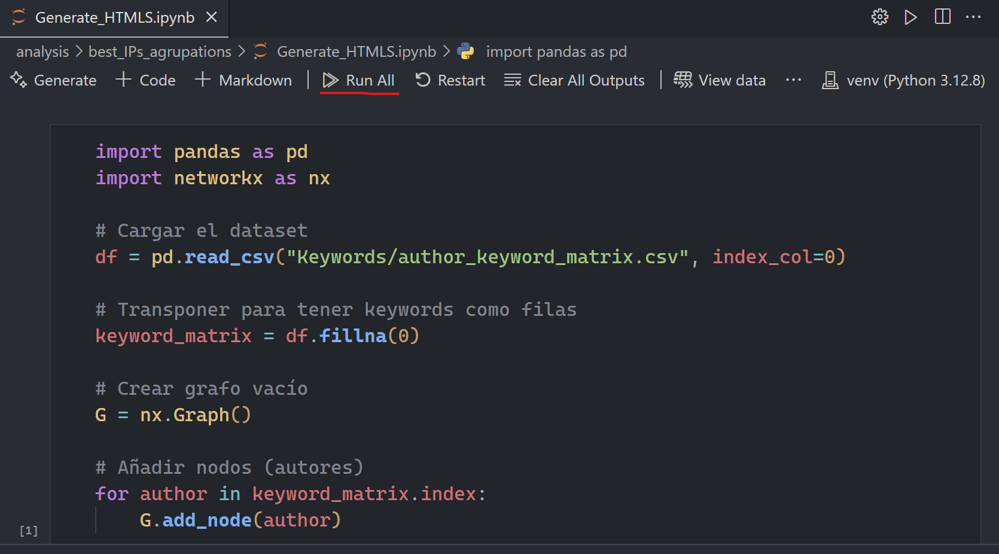 Generate_HTMLS.ipynb
analysis > best_IPs_agrupations > Generate_HTMLS.ipynb > import pandas as pd
Generate + Code + Markdown | Run All Restart Clear All Outputs | View data ... venv (Python 3.12.8)
import pandas as pd
import networkx as nx
# Cargar el dataset
df = pd.read_csv("Keywords/author_keyword_matrix.csv", index_col=0)
# Transponer para tener keywords como filas
keyword_matrix = df.fillna(0)
# Crear grafo vacío
G = nx.Graph()
# Añadir nodos (autores)
for author in keyword_matrix.index:
    G.add_node(author)
[1]